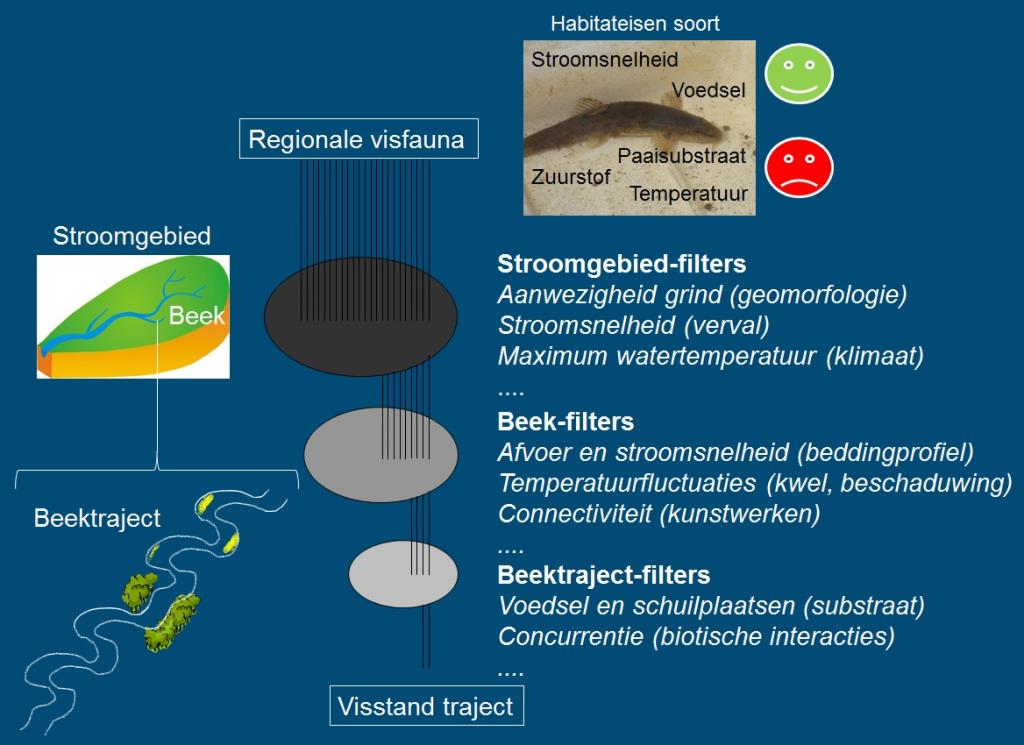 Habitateisen soort
Stroomsnelheid
Voedsel
Paaisubstraat
Zuurstof
Temperatuur
Regionale visfauna
Stroomgebied
Beek
Stroomgebied-filters
Aanwezigheid grind (geomorfologie)
Stroomsnelheid (verval)
Maximum watertemperatuur (klimaat)
....
Beek-filters
Afvoer en stroomsnelheid (beddingprofiel)
Temperatuurfluctuaties (kwel, beschaduwing)
Connectiviteit (kunstwerken)
....
Beektraject
Beektraject-filters
Voedsel en schuilplaatsen (substraat)
Concurrentie (biotische interacties)
....
Visstand traject